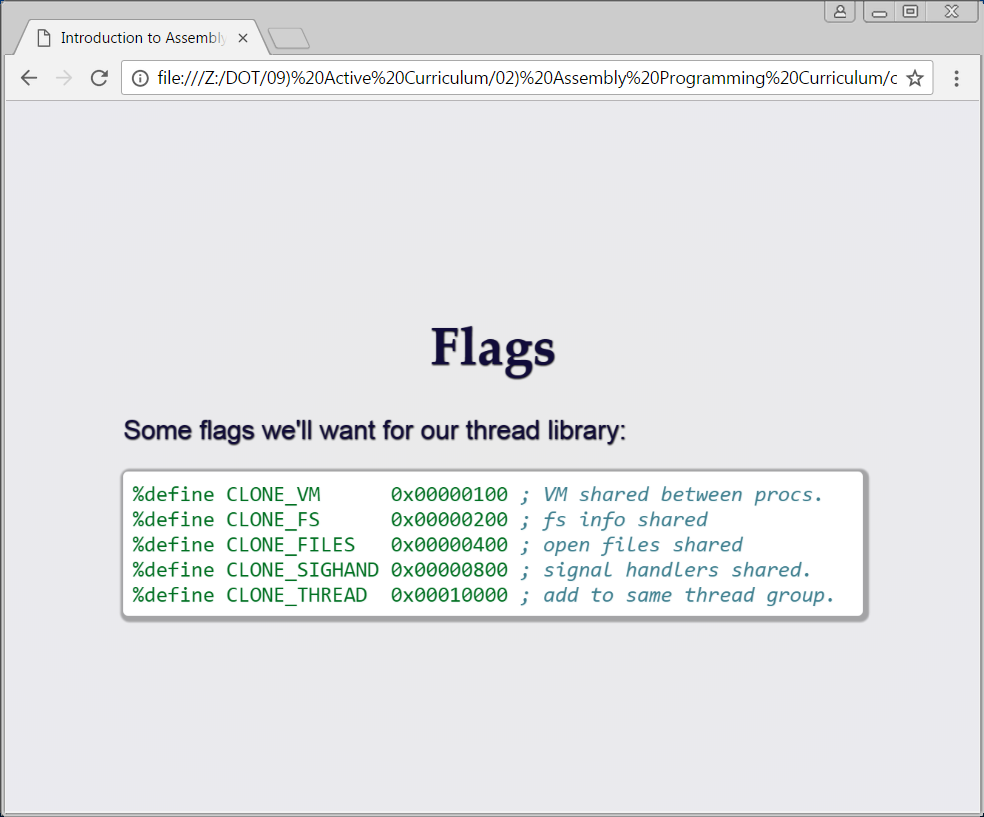 Introduction to Assembly
file:///Z:/DOT/09)%20Active%20Curriculum/02)%20Assembly%20Programming%20Curriculum/c
Flags
Some flags we'll want for our thread library:
%define CLONE_VM      0x00000100 ; VM shared between procs.
%define CLONE_FS      0x00000200 ; fs info shared
%define CLONE_FILES   0x00000400 ; open files shared
%define CLONE_SIGHAND 0x00000800 ; signal handlers shared.
%define CLONE_THREAD  0x00010000 ; add to same thread group.